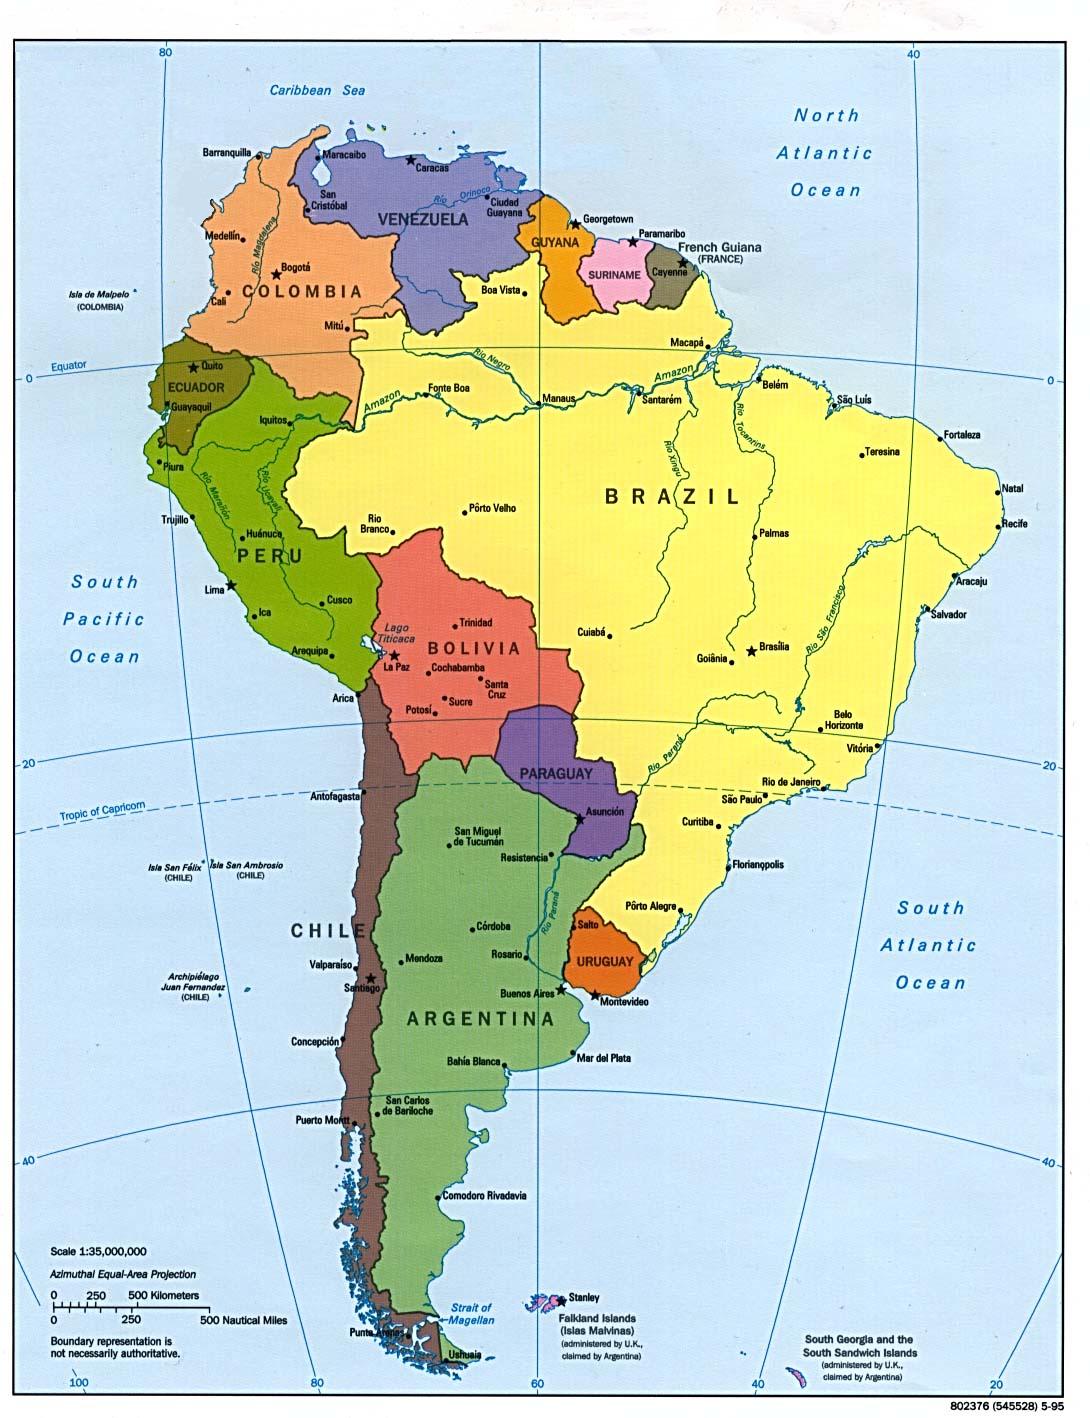 80
40
Caribbean Sea
North
Atlantic
Ocean
Barranquilla
Maracaibo
Caracas
San
Cristóbal
Río Orinoco
Ciudad
Guayana
VENEZUELA
Georgetown
GUYANA
Paramaribo
French Guiana
(FRANCE)
SURINAME
Cayenne
Medellín
Río Magdalena
Bogotá
COLOMBIA
Cali
Mitú
Isla de Malpelo
(COLOMBIA)
Boa Vista
Macapá
Equator
0
0
Quito
ECUADOR
Guayaquil
Rio Negro
Amazon
Fonte Boa
Manaus
Amazon
Santarém
Belém
São Luís
Iquitos
Rio Tocantins
Fortaleza
Teresina
Piura
Río Marañón
Río Ucayali
Rio Xingu
BRAZIL
Natal
Recife
Trujillo
Huánuco
PERU
Rio
Branco
Pôrto Velho
Palmas
South
Pacific
Ocean
Lima
Ica
Cusco
Arequipa
Lago
Titicaca
La Paz
Trinidad
BOLIVIA
Cochabamba
Santa
Cruz
Sucre
Potosí
Arica
Cuiabá
Goiânia
Brasília
Rio São Francisco
Aracaju
Salvador
Belo
Horizonte
Vitória
20
20
Rio Paraná
PARAGUAY
Rio de Janeiro
São Paulo
Tropic of Capricorn
Antofagasta
Asunción
Curitiba
San Miguel
de Tucumán
Resistencia
Florianopolis
Isla San Félix
(CHILE)
Isla San Ambrosio
(CHILE)
Río Paraná
Pôrto Alegre
South
Atlantic
Ocean
CHILE
Córdoba
Salto
URUGUAY
Valparaíso
Mendoza
Rosario
Santiago
Archipiélago
Juan Fernandez
(CHILE)
Buenos Aires
Montevideo
ARGENTINA
Concepción
Bahía Blanca
Mar del Plata
San Carlos
de Bariloche
Puerto Montt
40
40
Comodoro Rivadavia
Scale 1:35,000,000
Azimuthal Equal-Area Projection
0 250 500 Kilometers
0 250 500 Nautical Miles
Boundary representation is
not necessarily authoritative.
Strait of
Magellan
Punta Arenas
Ushuaia
Stanley
Falkland Islands
(Islas Malvinas)
(administered by U.K.,
claimed by Argentina)
South Georgia and the
South Sandwich Islands
(administered by U.K.,
claimed by Argentina)
100
80
60
40
20
802376 (545528) 5-95